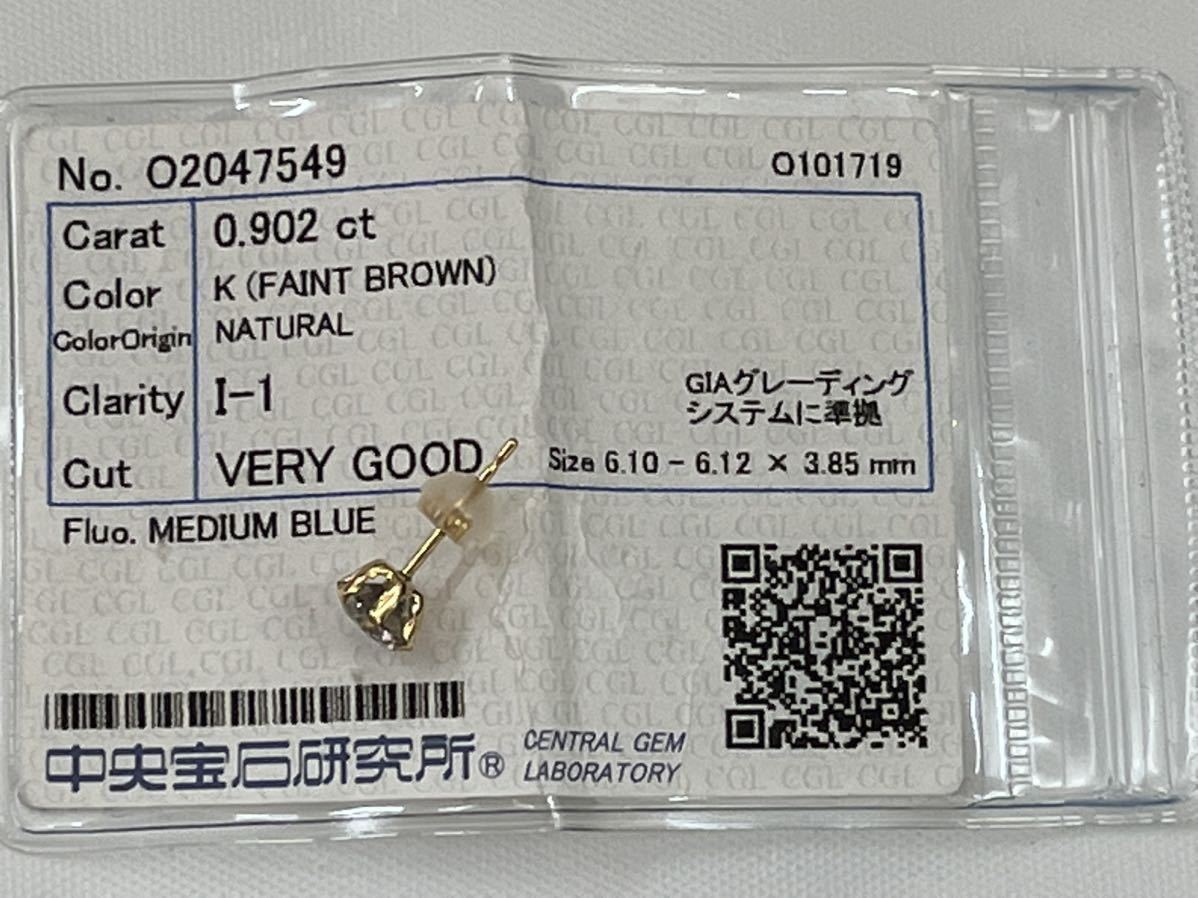 No. O2047549
O101719
Carat 0.902 ct
Color K (FAINT BROWN)
ColorOrigin NATURAL
Clarity I-1
GIAグレーディング
システムに準拠
Cut VERY GOOD
Size 6.10 - 6.12 × 3.85 mm
Fluo. MEDIUM BLUE
中央宝石研究所® CENTRAL GEM
LABORATORY